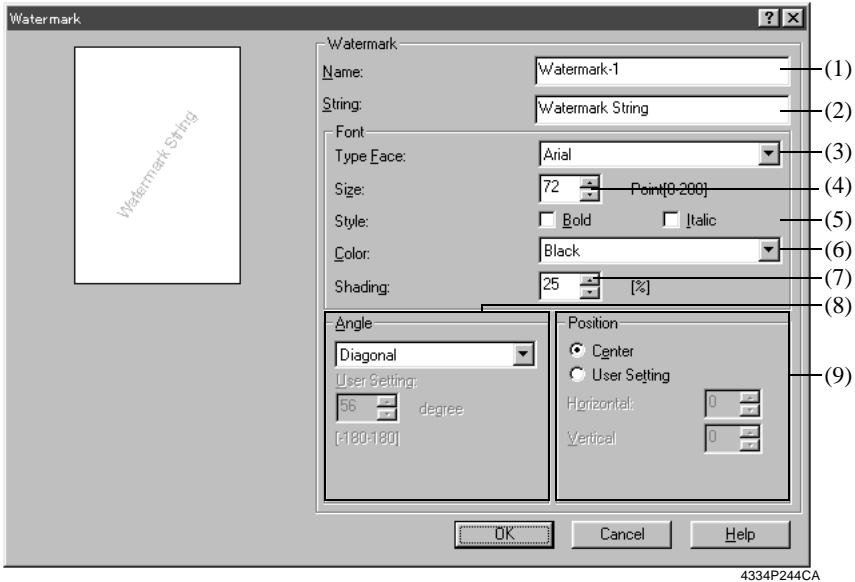 Watermark
Watermark String
Watermark
Name: Watermark-1 (1)
String: Watermark String (2)
Font
Type Face: Arial (3)
Size: 72 Point[0-200] (4)
Style: Bold Italic (5)
Color: Black (6)
Shading: 25 [%] (7)
(8)
Angle
Diagonal
User Setting:
56 degree
[-180-180]
Position
Center
User Setting (9)
Horizontal: 0
Vertical 0
OK Cancel Help
4334P244CA